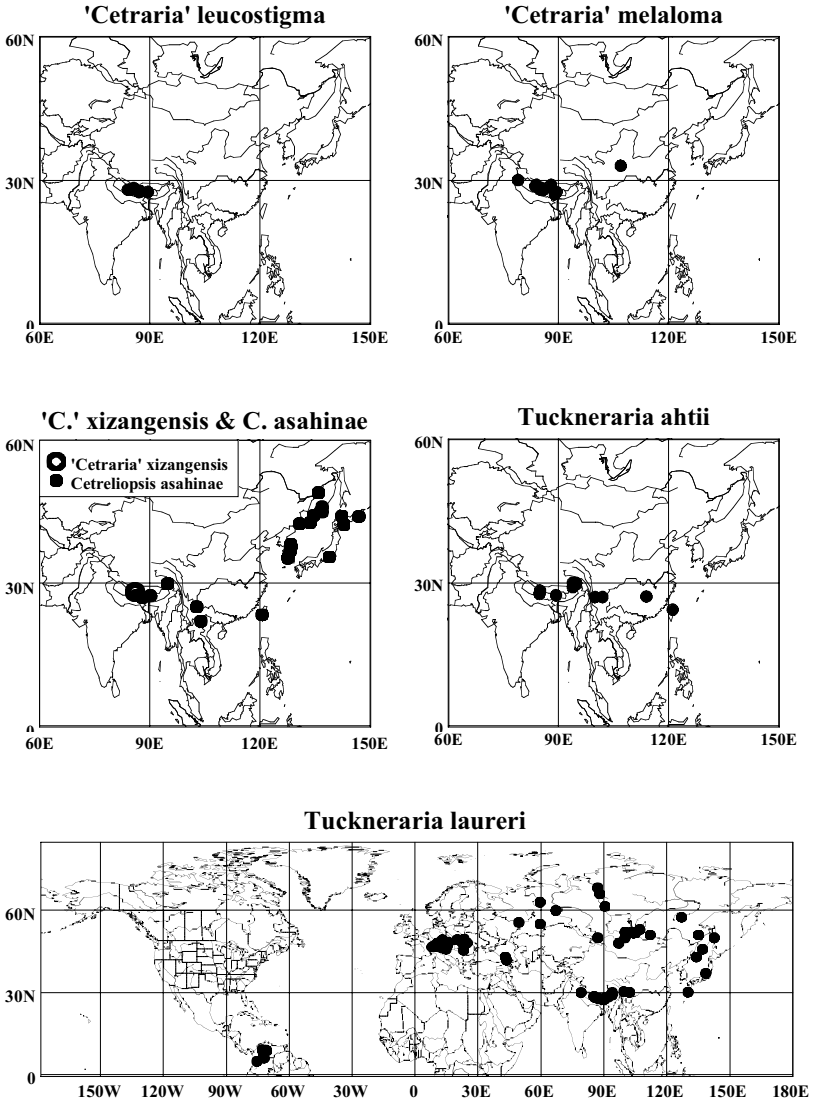 'Cetraria' leucostigma
60N
30N
0
60E 90E 120E 150E
'Cetraria' melaloma
60N
30N
0
60E 90E 120E 150E
'C.' xizangensis & C. asahinae
60N
'Cetraria' xizangensis
Cetreliopsis asahinae
30N
0
60E 90E 120E 150E
Tuckneraria ahtii
60N
30N
0
60E 90E 120E 150E
Tuckneraria laureri
60N
30N
0
150W 120W 90W 60W 30W 0 30E 60E 90E 120E 150E 180E